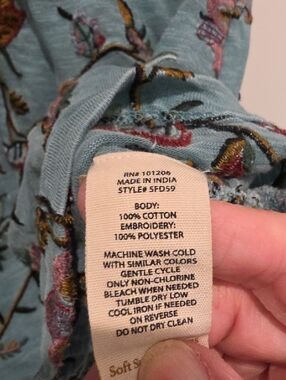 RN# 101206
MADE IN INDIA
STYLE# SFD59
BODY:
100% COTTON
EMBROIDERY:
100% POLYESTER
MACHINE WASH COLD
WITH SIMILAR COLORS
GENTLE CYCLE
ONLY NON-CHLORINE
BLEACH WHEN NEEDED
TUMBLE DRY LOW
COOL IRON IF NEEDED
ON REVERSE
DO NOT DRY CLEAN
Soft